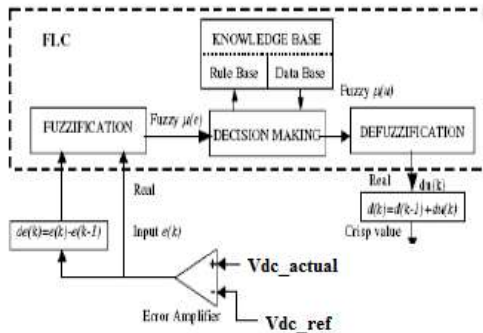 FLC
KNOWLEDGE BASE
Rule Base
Data Base
Fuzzy μ(u)
FUZZIFICATION
Fuzzy μ(e)
DECISION MAKING
DEFUZZIFICATION
Real
Real
du(k)
de(k)=e(k)-e(k-1)
Input e(k)
d(k)=d(k-1)+du(k)
Crisp value
+
Vdc_actual
-
Error Amplifier
Vdc_ref